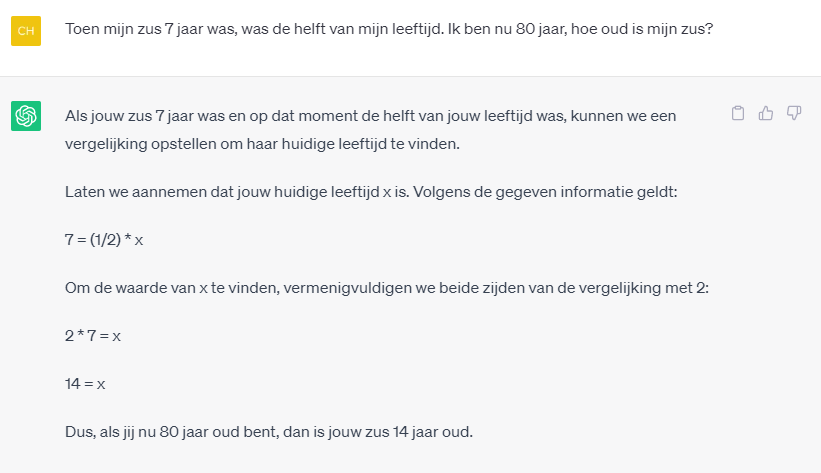 CH
Toen mijn zus 7 jaar was, was de helft van mijn leeftijd. Ik ben nu 80 jaar, hoe oud is mijn zus?
Als jouw zus 7 jaar was en op dat moment de helft van jouw leeftijd was, kunnen we een
vergelijking opstellen om haar huidige leeftijd te vinden.
Laten we aannemen dat jouw huidige leeftijd x is. Volgens de gegeven informatie geldt:
7 = (1/2) * x
Om de waarde van x te vinden, vermenigvuldigen we beide zijden van de vergelijking met 2:
2 * 7 = x
14 = x
Dus, als jij nu 80 jaar oud bent, dan is jouw zus 14 jaar oud.